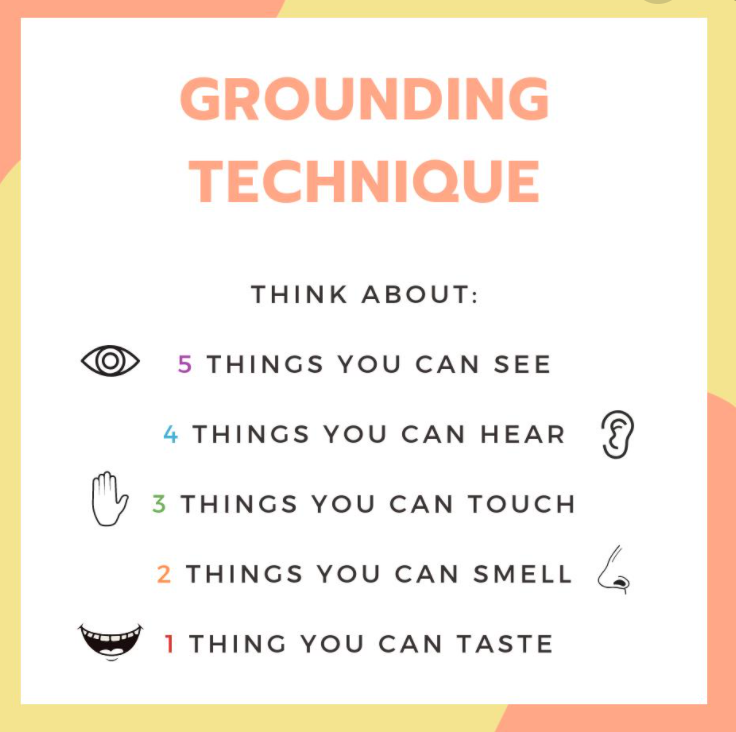 GROUNDING
TECHNIQUE
THINK ABOUT:
5 THINGS YOU CAN SEE
4 THINGS YOU CAN HEAR
3 THINGS YOU CAN TOUCH
2 THINGS YOU CAN SMELL
1 THING YOU CAN TASTE